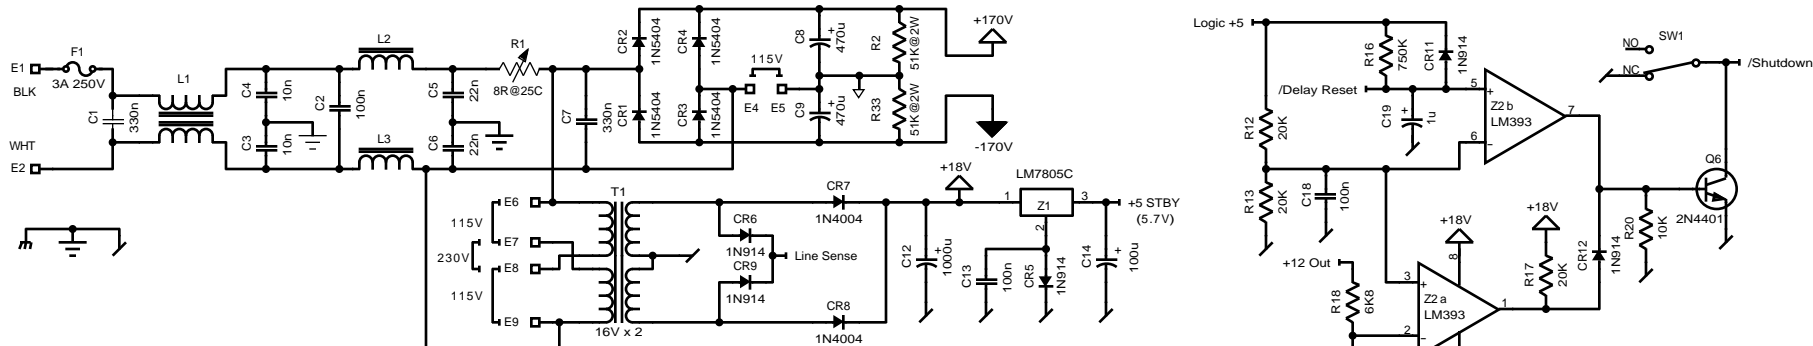 F1
3A 250V
E1
BLK
WHT
E2
C1
330n
L1
C4
10n
C3
10n
C2
100n
L2
L3
C5
22n
C6
22n
R1
8R@25C
C7
330n
CR2
1N5404
CR1
1N5404
CR4
1N5404
CR3
1N5404
115V
E4
E5
C8
+
470u
C9
+
470u
R2
51K@2W
R33
51K@2W
+170V
-170V
E6
E7
E8
E9
115V
230V
115V
T1
16V x 2
CR6
1N914
CR9
1N914
Line Sense
CR7
1N4004
CR8
1N4004
+18V
C12
+
1000u
LM7805C
1
Z1
3
2
C13
100n
CR5
1N914
C14
+
100u
+5 STBY
(5.7V)
Logic +5
R16
750K
CR11
1N914
/Delay Reset
R12
20K
C19
+
1u
5
+
Z2b
LM393
7
6
-
R13
20K
C18
100n
+12 Out
R18
6K8
+18V
8
3
+
Z2a
LM393
1
2
-
+18V
R17
20K
CR12
1N914
R20
10K
Q6
2N4401
NO
SW1
NC
/Shutdown